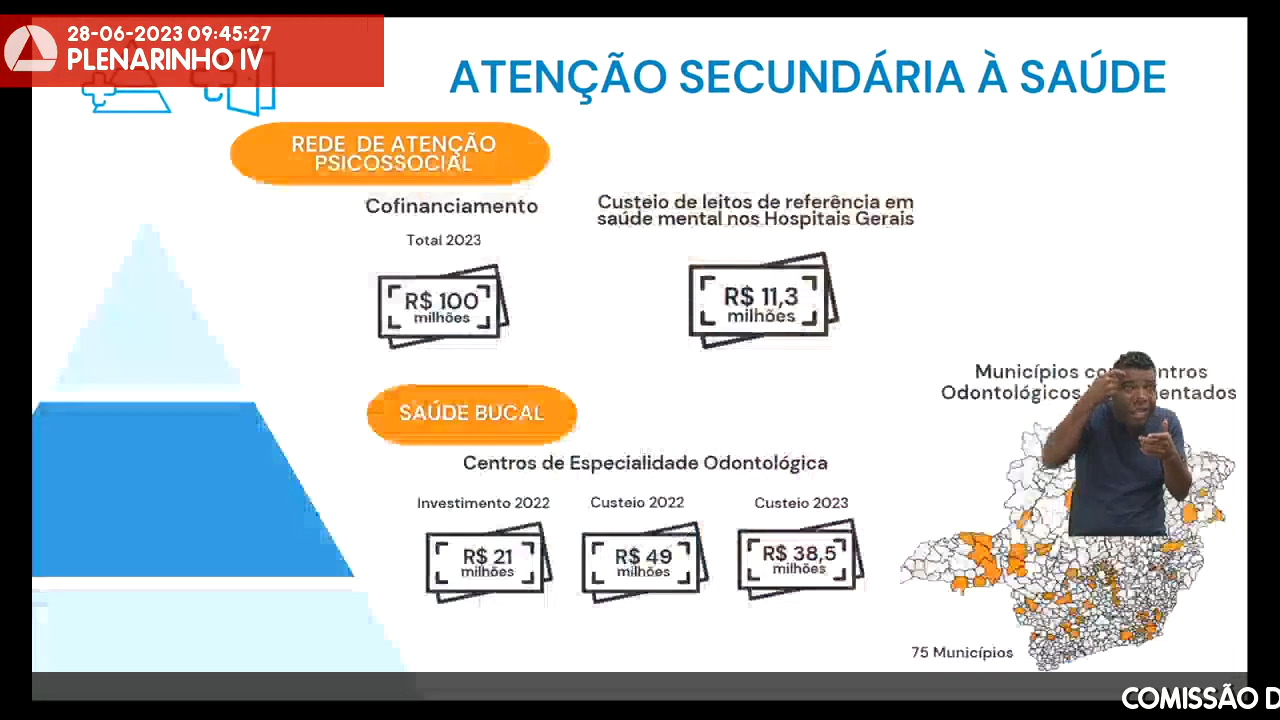 28-06-2023 09:45:27
PLENARINHO IV
ATENÇÃO SECUNDÁRIA À SAÚDE
REDE DE ATENÇÃO
PSICOSSOCIAL
Cofinanciamento
Total 2023
R$ 100
milhões
Custeio de leitos de referência em
saúde mental nos Hospitais Gerais
R$ 11,3
milhões
SAÚDE BUCAL
Centros de Especialidade Odontológica
Investimento 2022
R$ 21
milhões
Custeio 2022
R$ 49
milhões
Custeio 2023
R$ 38,5
milhões
Municípios
Odontológicos
75 Municípios
COMISSÃO D